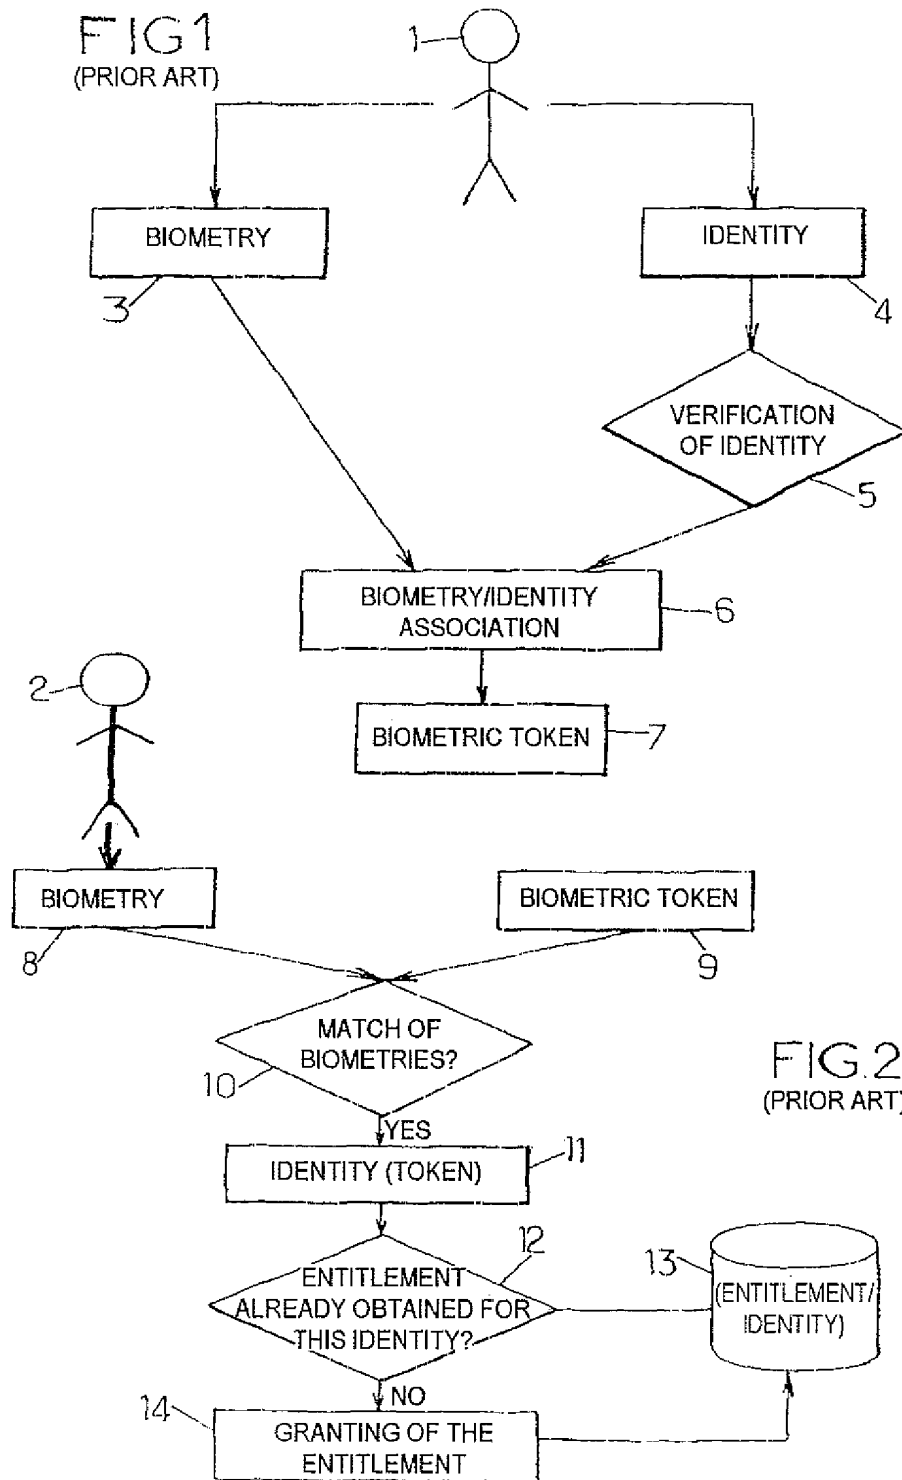 FIG 1
(PRIOR ART)
1
BIOMETRY
IDENTITY
3
4
VERIFICATION
OF IDENTITY
5
BIOMETRY/IDENTITY
ASSOCIATION
6
2
BIOMETRIC TOKEN
7
BIOMETRY
BIOMETRIC TOKEN
8
9
MATCH OF
BIOMETRIES?
10
FIG.2
(PRIOR ART)
YES
IDENTITY (TOKEN)
11
12
ENTITLEMENT
ALREADY OBTAINED FOR
THIS IDENTITY?
13
(ENTITLEMENT/
IDENTITY)
NO
14
GRANTING OF THE
ENTITLEMENT